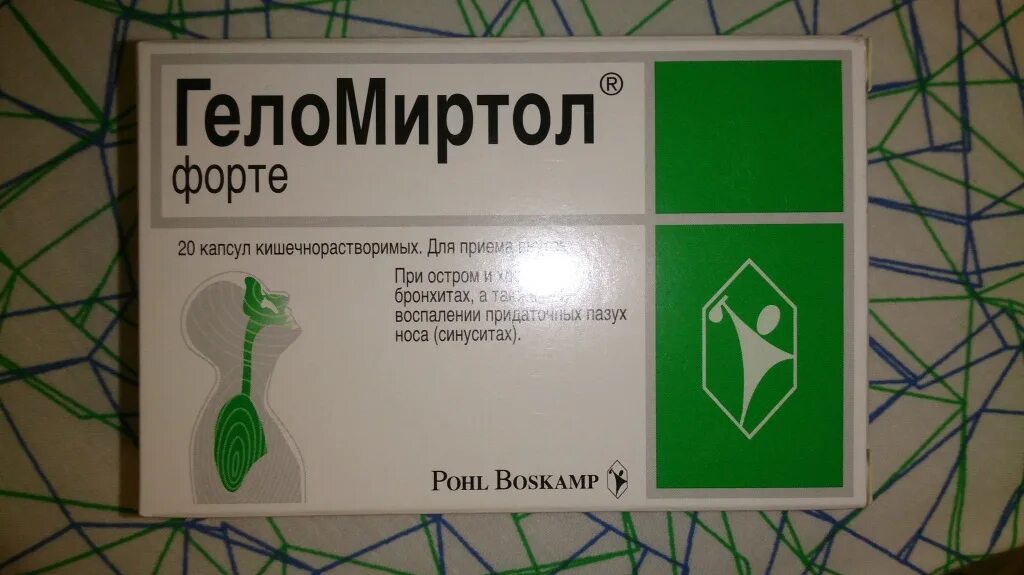 ГелоМиртол®
форте
20 капсул кишечнорастворимых. Для приема
При остром и
бронхитах, а
воспалении придаточных пазух
носа (синуситах).
POHL BOSKAMP